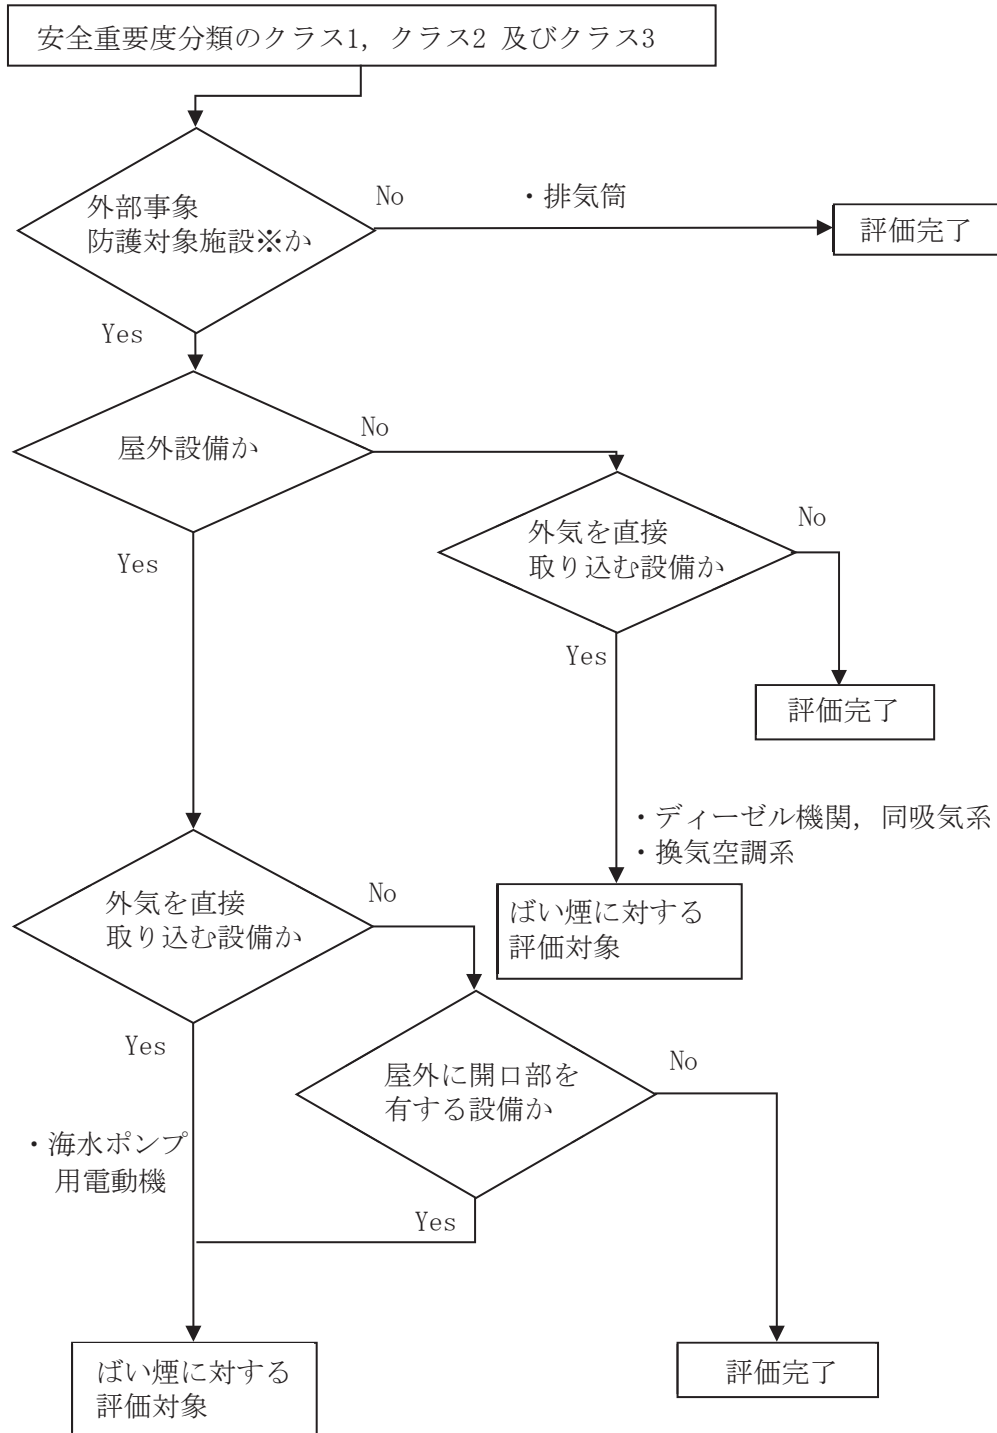 安全重要度分類のクラス1，クラス2 及びクラス3
外部事象
防護対象施設※か
No
・排気筒
評価完了
Yes
屋外設備か
No
外気を直接
取り込む設備か
No
Yes
Yes
評価完了
・ディーゼル機関，同吸気系
・換気空調系
ばい煙に対する
評価対象
外気を直接
取り込む設備か
No
Yes
屋外に開口部を
有する設備か
No
・海水ポンプ
用電動機
Yes
ばい煙に対する
評価対象
評価完了